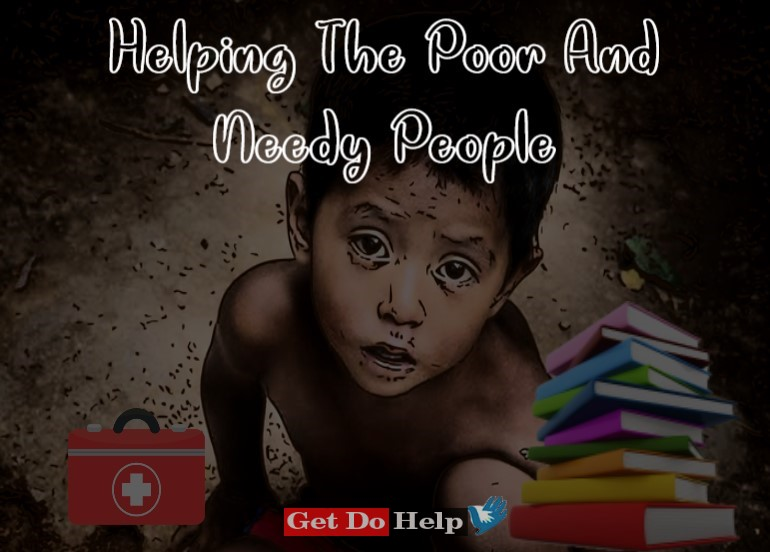 Helping The Poor And
Needy People
Get Do Help